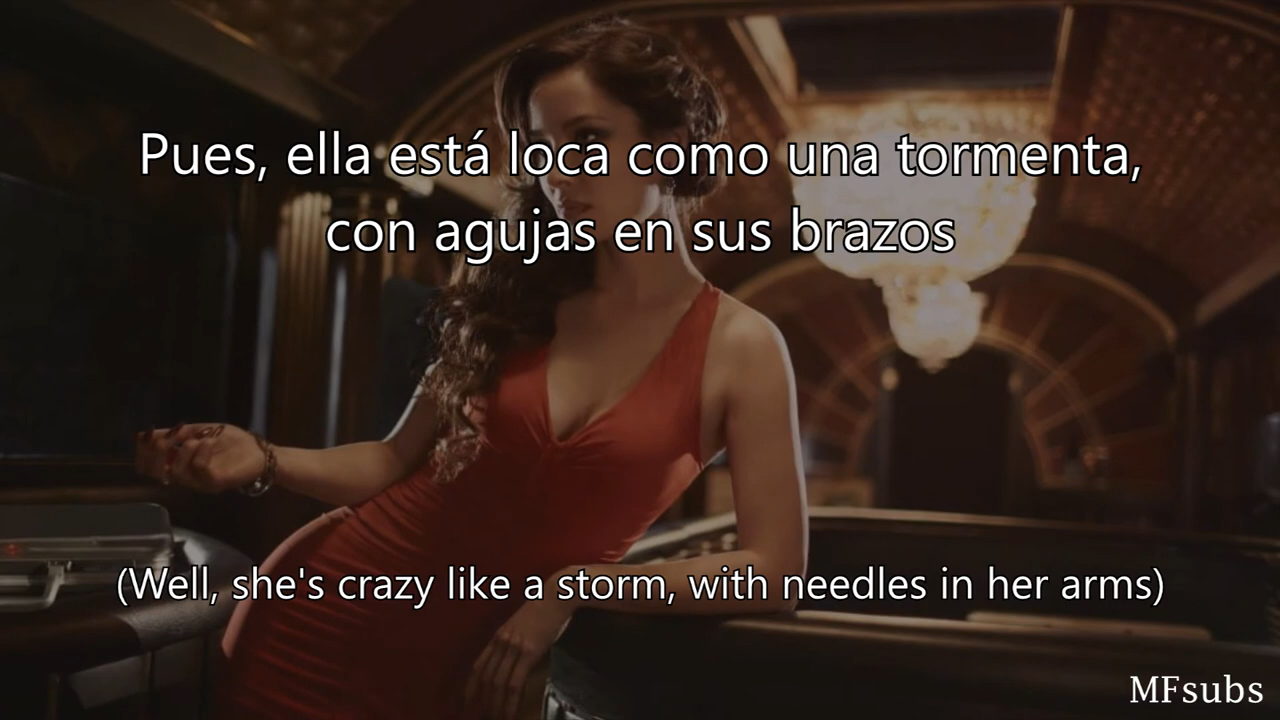 Pues, ella está loca como una tormenta,
con agujas en sus brazos
(Well, she's crazy like a storm, with needles in her arms)
MFsubs